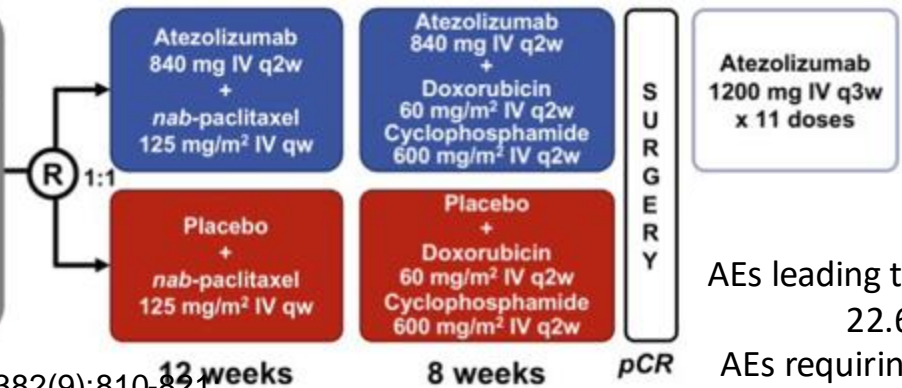 Atezolizumab
840 mg IV q2w
+
nab-paclitaxel
125 mg/m² IV qw
Atezolizumab
840 mg IV q2w
+
Doxorubicin
60 mg/m² IV q2w
Cyclophosphamide
600 mg/m² IV q2w
SURGERY
Atezolizumab
1200 mg IV q3w
x 11 doses
R 1:1
Placebo
+
nab-paclitaxel
125 mg/m² IV qw
Placebo
+
Doxorubicin
60 mg/m² IV q2w
Cyclophosphamide
600 mg/m² IV q2w
AEs leading t
22.6
AEs requirin
12 weeks
8 weeks
pCR
382(9):810-821